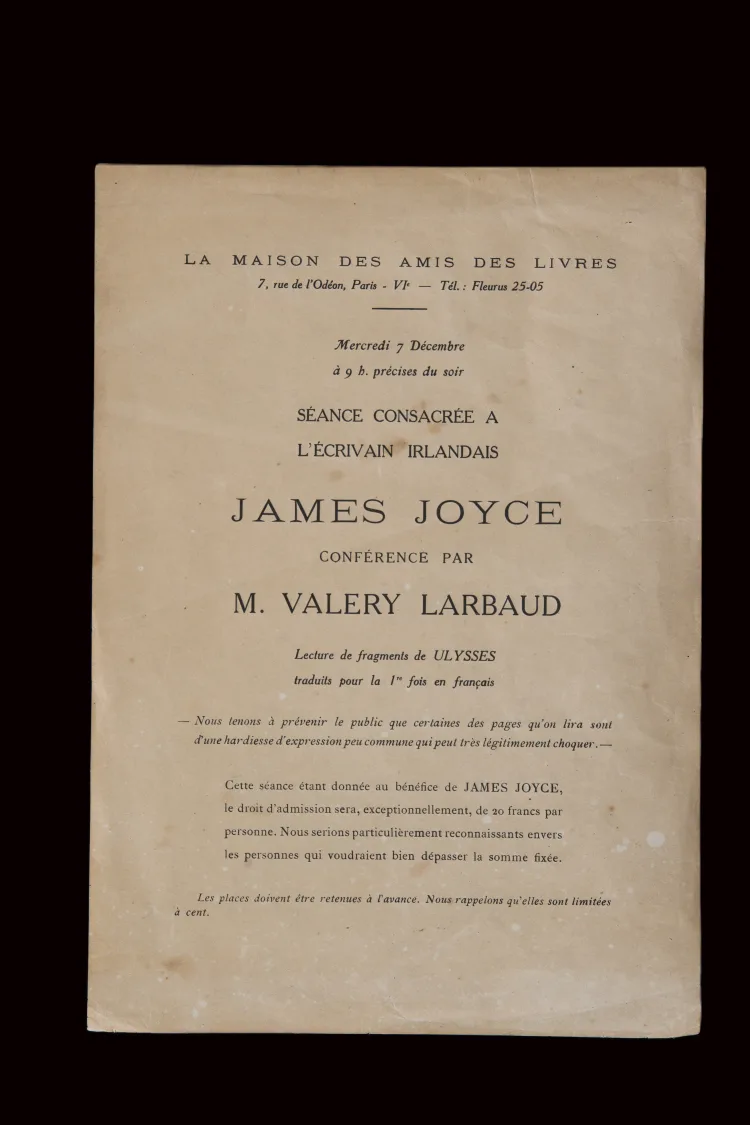 LA MAISON DES AMIS DES LIVRES
7, rue de l'Odéon, Paris - VIᵉ — Tél. : Fleurus 25-05
Mercredi 7 Décembre
à 9 h. précises du soir
SÉANCE CONSACRÉE A
L'ÉCRIVAIN IRLANDAIS
JAMES JOYCE
CONFÉRENCE PAR
M. VALERY LARBAUD
Lecture de fragments de ULYSSES
traduits pour la 1ʳᵉ fois en français
— Nous tenons à prévenir le public que certaines des pages qu'on lira sont
d'une hardiesse d'expression peu commune qui peut très légitimement choquer. —
Cette séance étant donnée au bénéfice de JAMES JOYCE,
le droit d'admission sera, exceptionnellement, de 20 francs par
personne. Nous serions particulièrement reconnaissants envers
les personnes qui voudraient bien dépasser la somme fixée.
Les places doivent être retenues à l'avance. Nous rappelons qu'elles sont limitées
à cent.